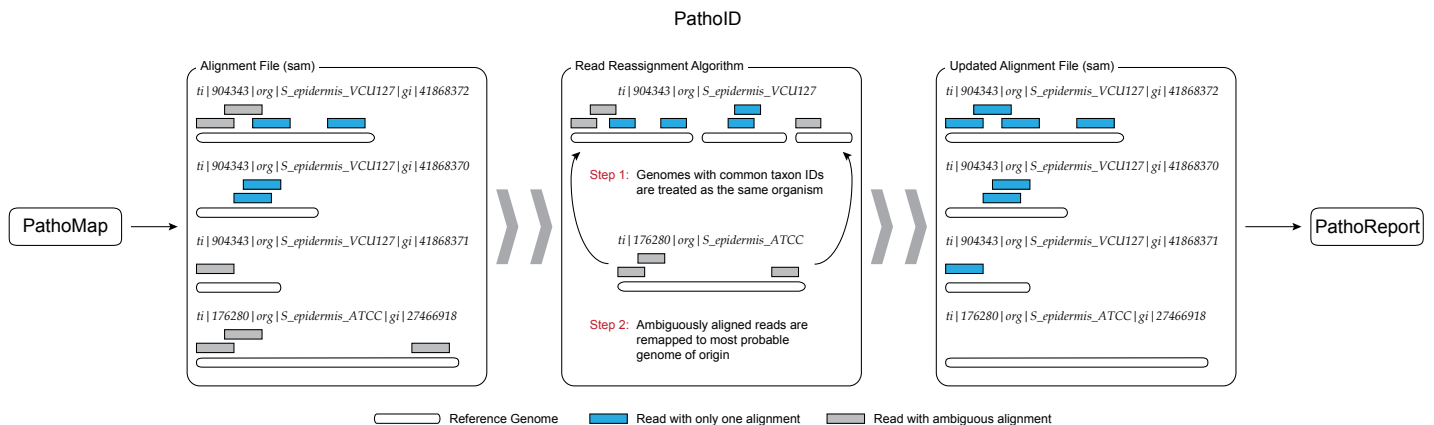 PathoID
PathoMap
Alignment File (sam)
ti|904343|org|S_epidermis_VCU127|gi|41868372
ti|904343|org|S_epidermis_VCU127|gi|41868370
ti|904343|org|S_epidermis_VCU127|gi|41868371
ti|176280|org|S_epidermis_ATCC|gi|27466918
Read Reassignment Algorithm
ti|904343|org|S_epidermis_VCU127
Step 1: Genomes with common taxon IDs
are treated as the same organism
ti|176280|org|S_epidermis_ATCC
Step 2: Ambiguously aligned reads are
remapped to most probable
genome of origin
Updated Alignment File (sam)
ti|904343|org|S_epidermis_VCU127|gi|41868372
ti|904343|org|S_epidermis_VCU127|gi|41868370
ti|904343|org|S_epidermis_VCU127|gi|41868371
ti|176280|org|S_epidermis_ATCC|gi|27466918
PathoReport
Reference Genome
Read with only one alignment
Read with ambiguous alignment